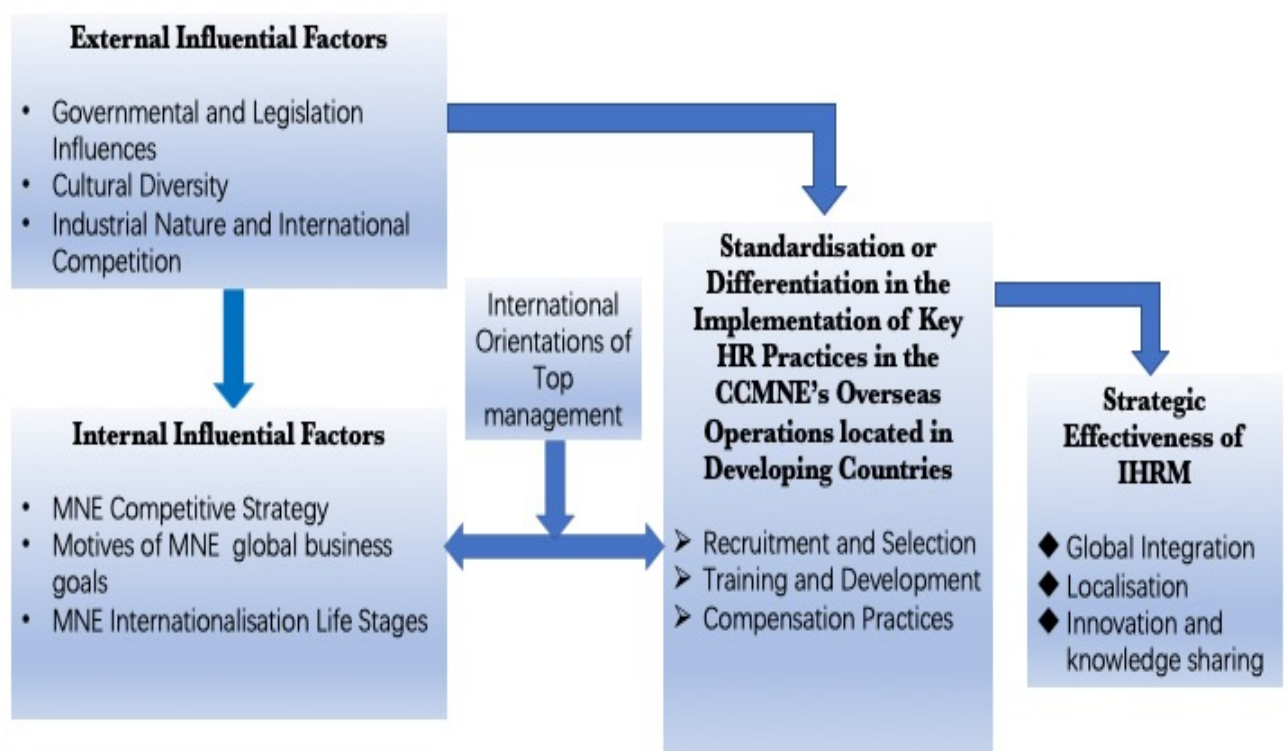 External Influential Factors
• Governmental and Legislation
Influences
• Cultural Diversity
• Industrial Nature and International
Competition
Internal Influential Factors
• MNE Competitive Strategy
• Motives of MNE global business
goals
• MNE Internationalisation Life Stages
International
Orientations of
Top
management
Standardisation or
Differentiation in the
Implementation of Key
HR Practices in the
CCMNE's Overseas
Operations located in
Developing Countries
➢ Recruitment and Selection
➢ Training and Development
➢ Compensation Practices
Strategic
Effectiveness of
IHRM
◆ Global Integration
◆ Localisation
◆ Innovation and
knowledge sharing